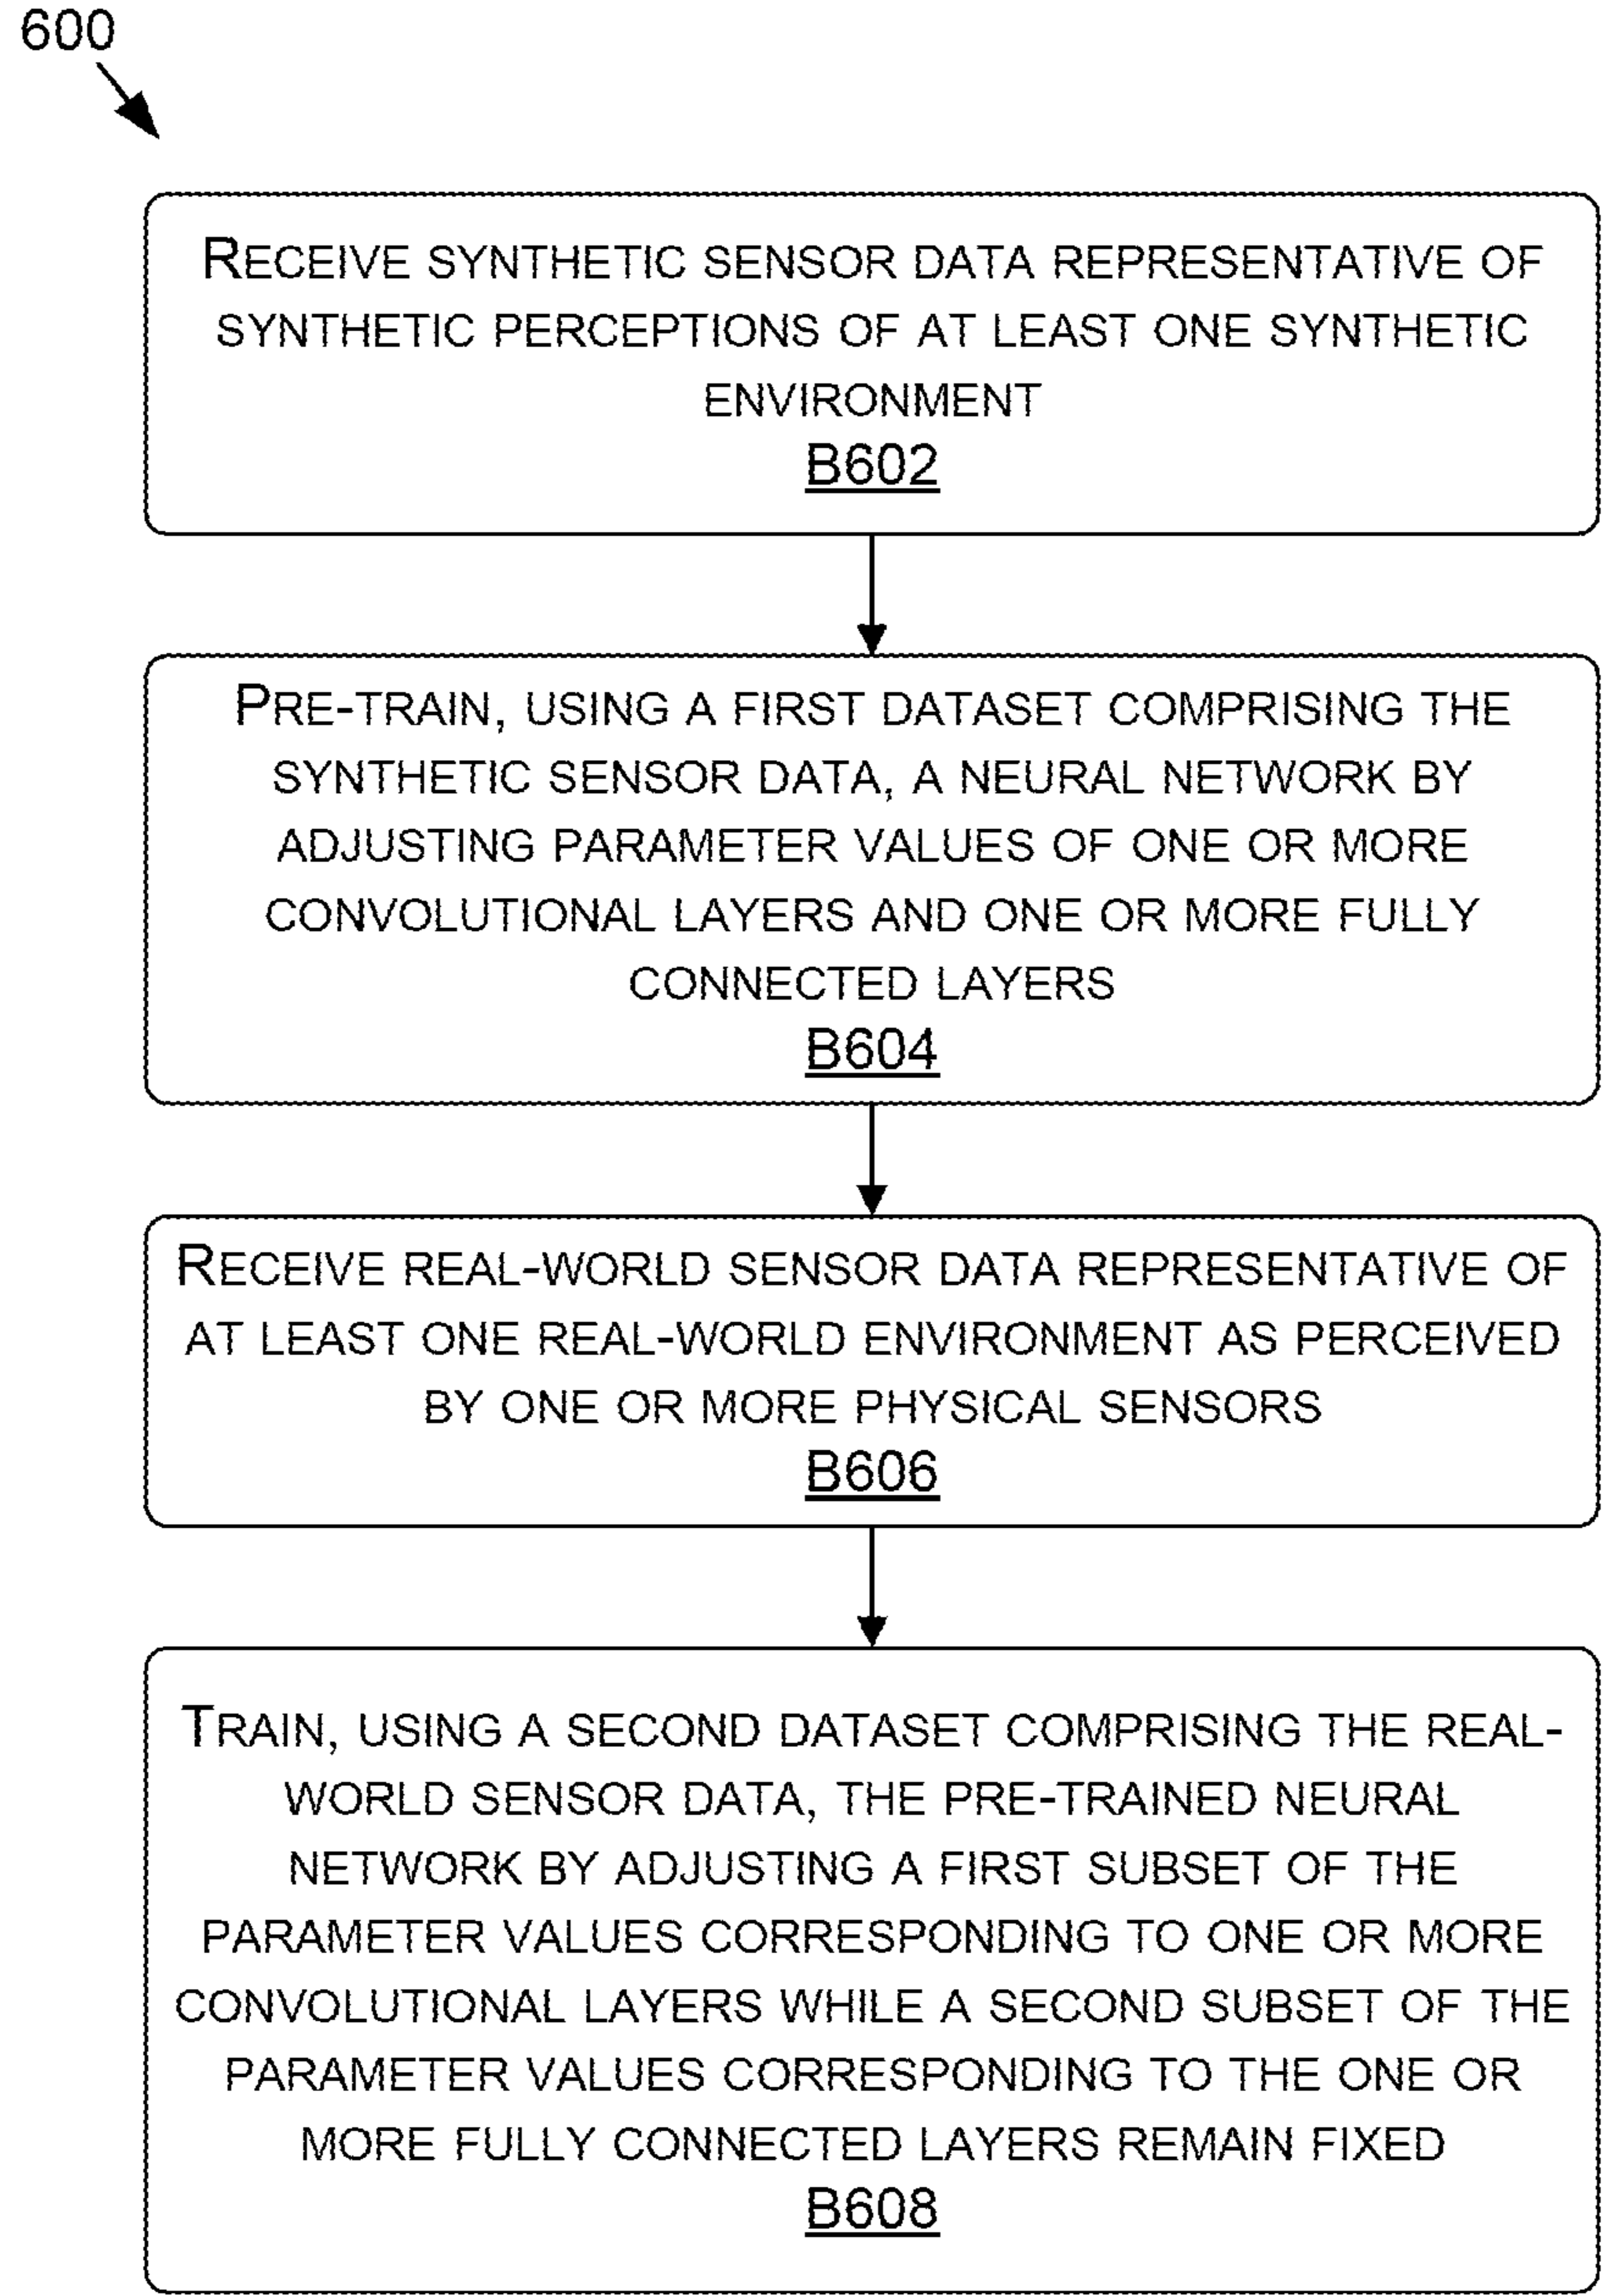 600
RECEIVE SYNTHETIC SENSOR DATA REPRESENTATIVE OF
SYNTHETIC PERCEPTIONS OF AT LEAST ONE SYNTHETIC
ENVIRONMENT
B602
PRE-TRAIN, USING A FIRST DATASET COMPRISING THE
SYNTHETIC SENSOR DATA, A NEURAL NETWORK BY
ADJUSTING PARAMETER VALUES OF ONE OR MORE
CONVOLUTIONAL LAYERS AND ONE OR MORE FULLY
CONNECTED LAYERS
B604
RECEIVE REAL-WORLD SENSOR DATA REPRESENTATIVE OF
AT LEAST ONE REAL-WORLD ENVIRONMENT AS PERCEIVED
BY ONE OR MORE PHYSICAL SENSORS
B606
TRAIN, USING A SECOND DATASET COMPRISING THE REAL-
WORLD SENSOR DATA, THE PRE-TRAINED NEURAL
NETWORK BY ADJUSTING A FIRST SUBSET OF THE
PARAMETER VALUES CORRESPONDING TO ONE OR MORE
CONVOLUTIONAL LAYERS WHILE A SECOND SUBSET OF THE
PARAMETER VALUES CORRESPONDING TO THE ONE OR
MORE FULLY CONNECTED LAYERS REMAIN FIXED
B608